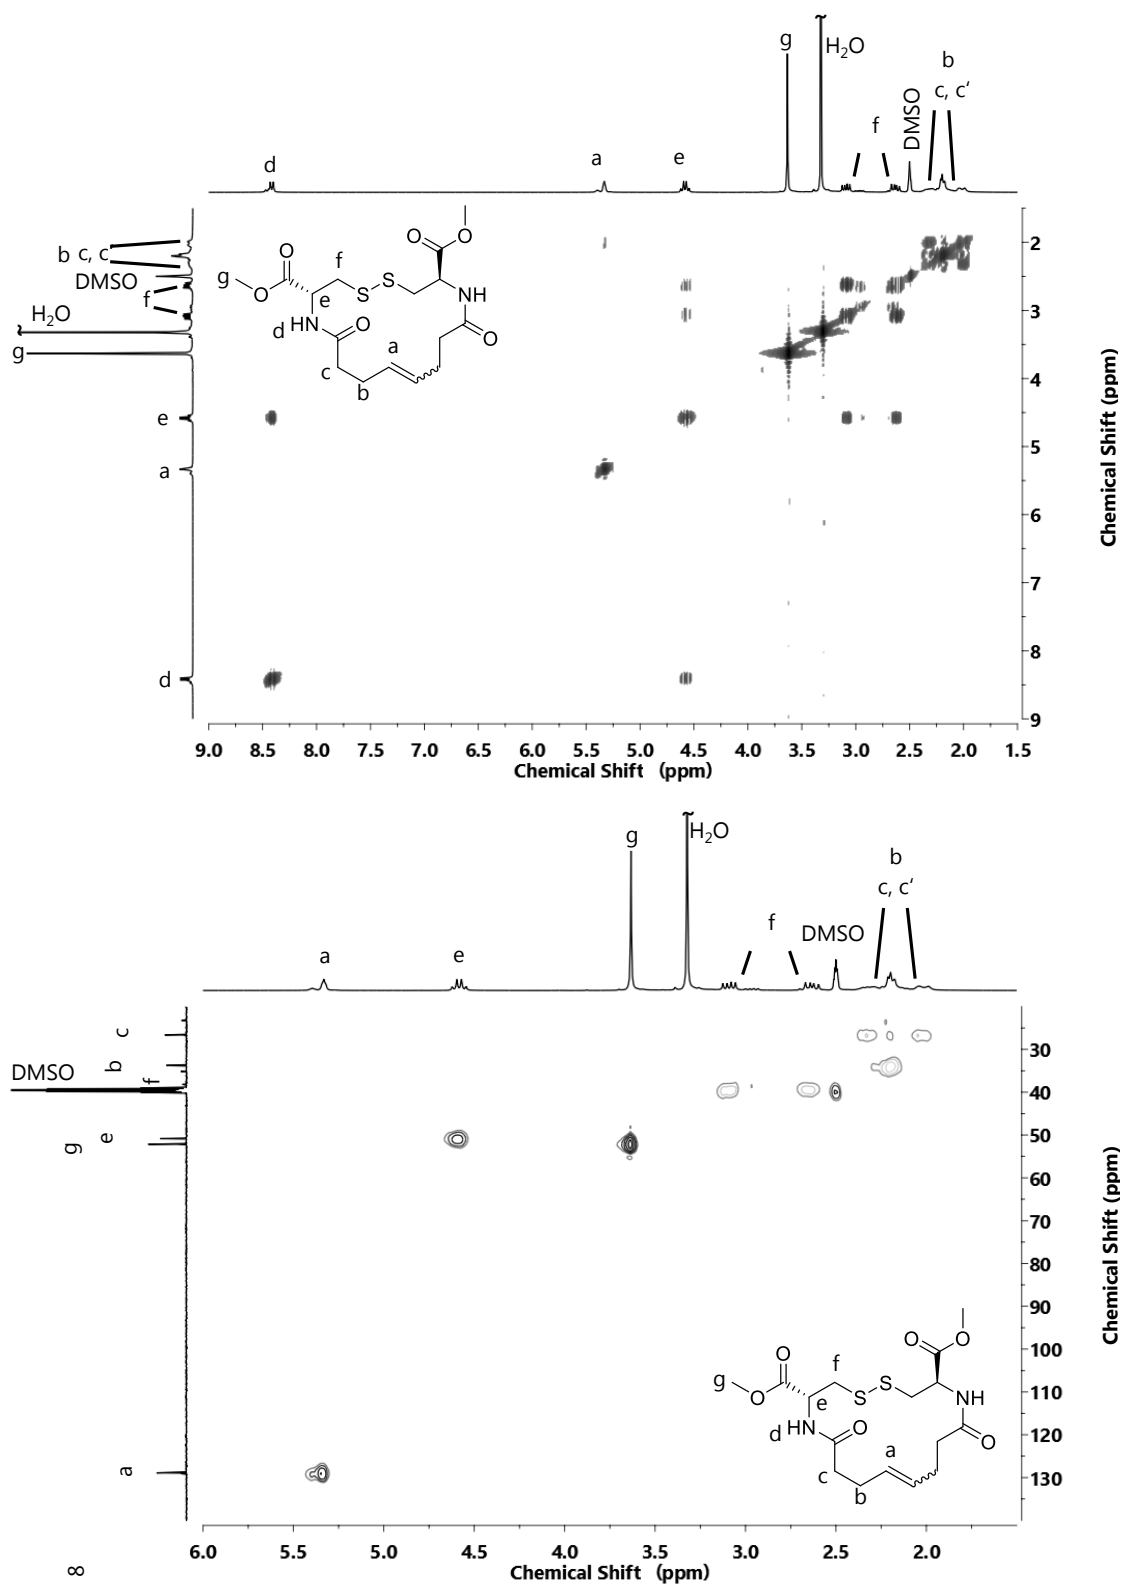 g
~
H₂O
b
c, c‘
DMSO
f
d
a
e
b c, c‘
DMSO
f
H₂O
g
e
a
d
O
O
O
O
f
g
O
e
S
S
NH
HN
d
O
O
a
c
b
2
3
4
5
6
7
8
9
Chemical Shift (ppm)
9.0 8.5 8.0 7.5 7.0 6.5 6.0 5.5 5.0 4.5 4.0 3.5 3.0 2.5 2.0 1.5
Chemical Shift (ppm)
~
H₂O
g
b
c, c‘
f
DMSO
a
e
c
b
DMSO
f
e
g
a
30
40
50
60
70
80
90
100
110
120
130
Chemical Shift (ppm)
O
O
O
f
g
O
e
S
S
NH
HN
d
O
O
a
c
b
6.0 5.5 5.0 4.5 4.0 3.5 3.0 2.5 2.0
Chemical Shift (ppm)
8